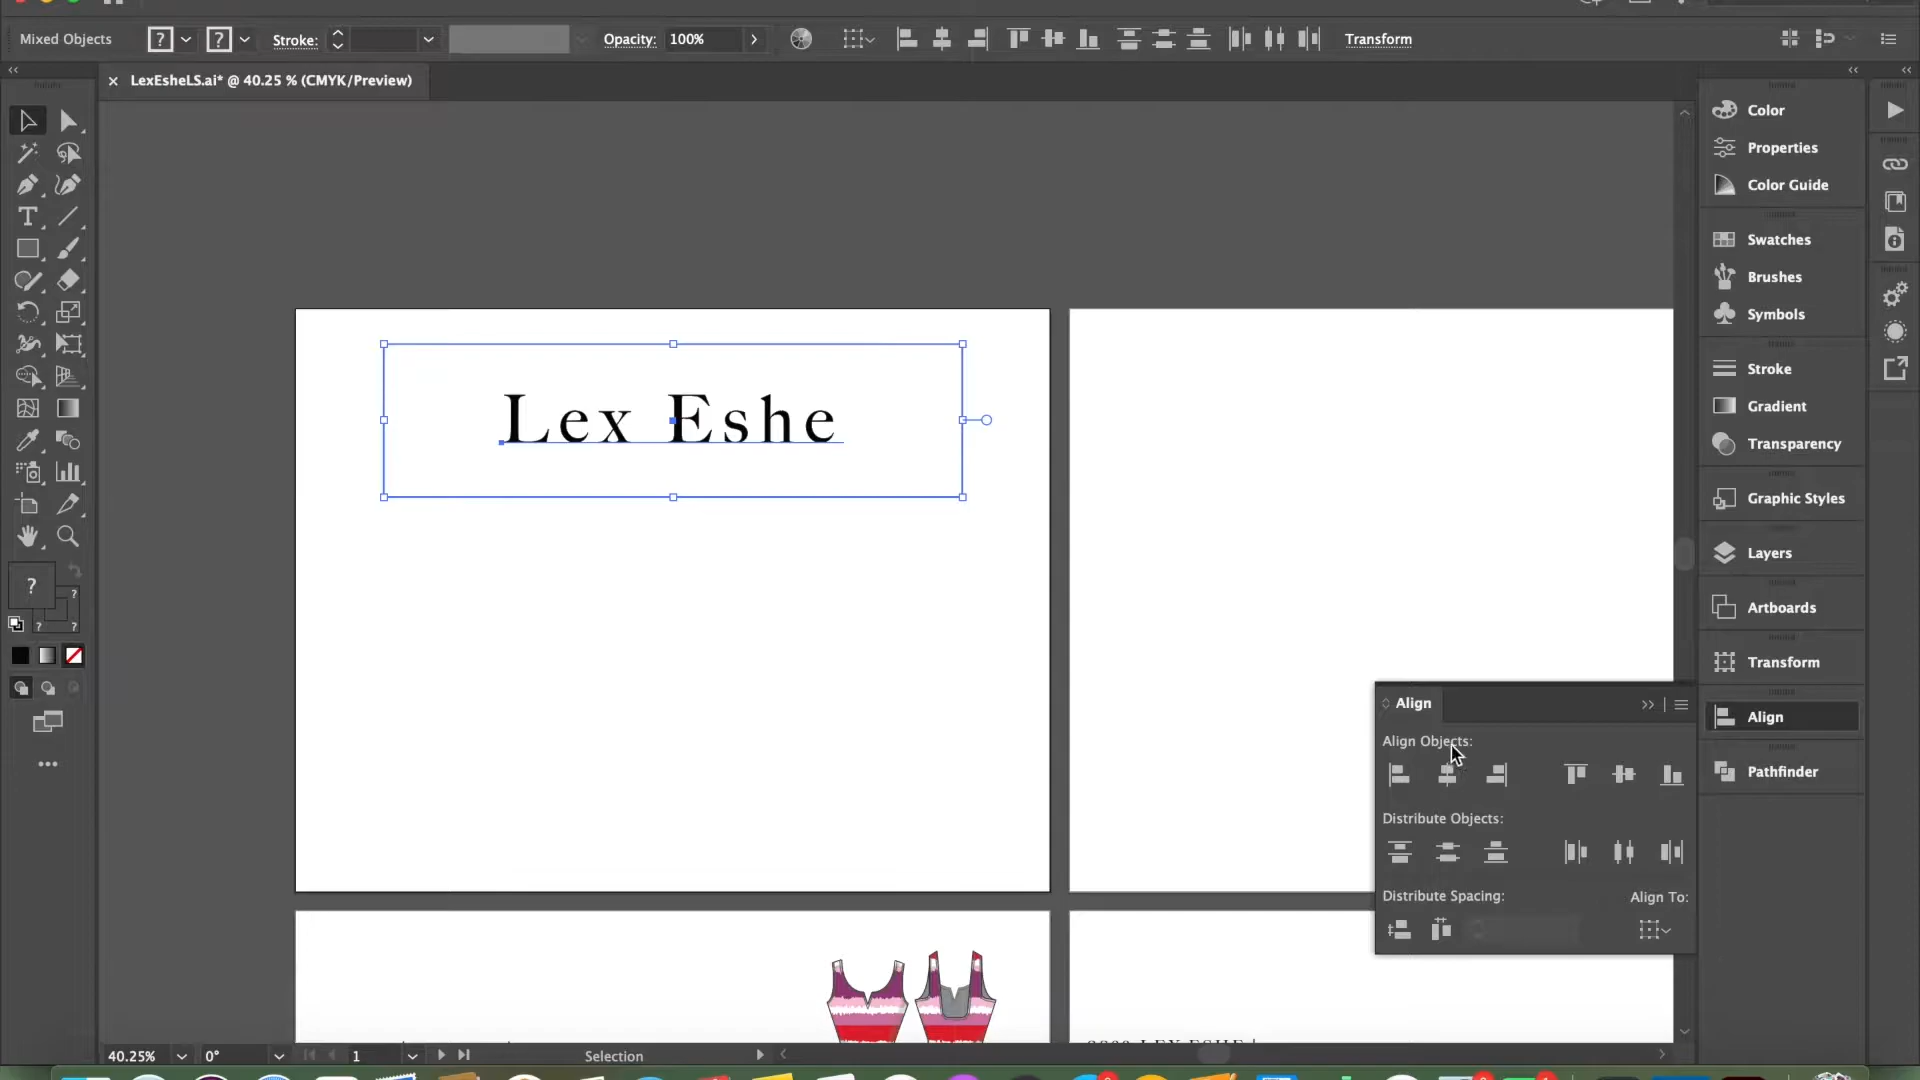 Mixed Objects ? ? Stroke: Opacity: 100% Transform
LexEsheLS.ai* @ 40.25 % (CMYK/Preview)
Color
Properties
Color Guide
Swatches
Brushes
Symbols
Stroke
Gradient
Transparency
Graphic Styles
Layers
Artboards
Transform
Align
Pathfinder
Lex Eshe
Align
Align Objects:
Distribute Objects:
Distribute Spacing: Align To:
?
?
? ?
40.25% 0° 1 Selection